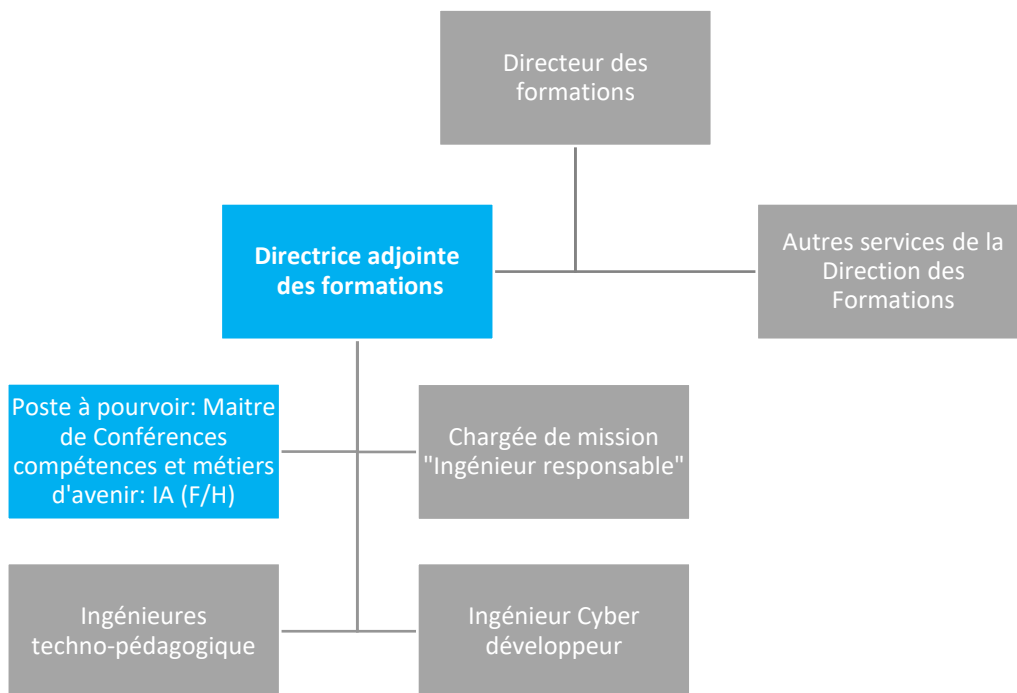 Directeur des
formations
Directrice adjointe
des formations
Autres services de la
Direction des
Formations
Poste à pourvoir: Maitre
de Conférences
compétences et métiers
d'avenir: IA (F/H)
Chargée de mission
"Ingénieur responsable"
Ingénieures
techno-pédagogique
Ingénieur Cyber
développeur